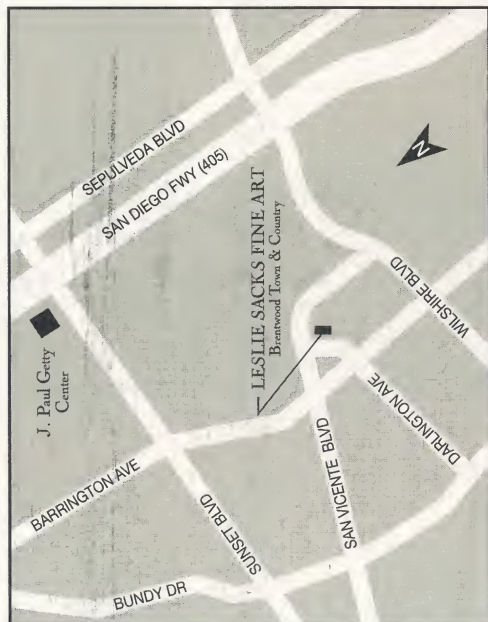 SEPULVEDA BLVD
SAN DIEGO FWY (405)
J. Paul Getty
Center
LESLIE SACKS FINE ART
Brentwood Town & Country
N
WILSHIRE BLVD
BARRINGTON AVE
SUNSET BLVD
SAN VICENTE BLVD
DARLINGTON AVE
BUNDY DR